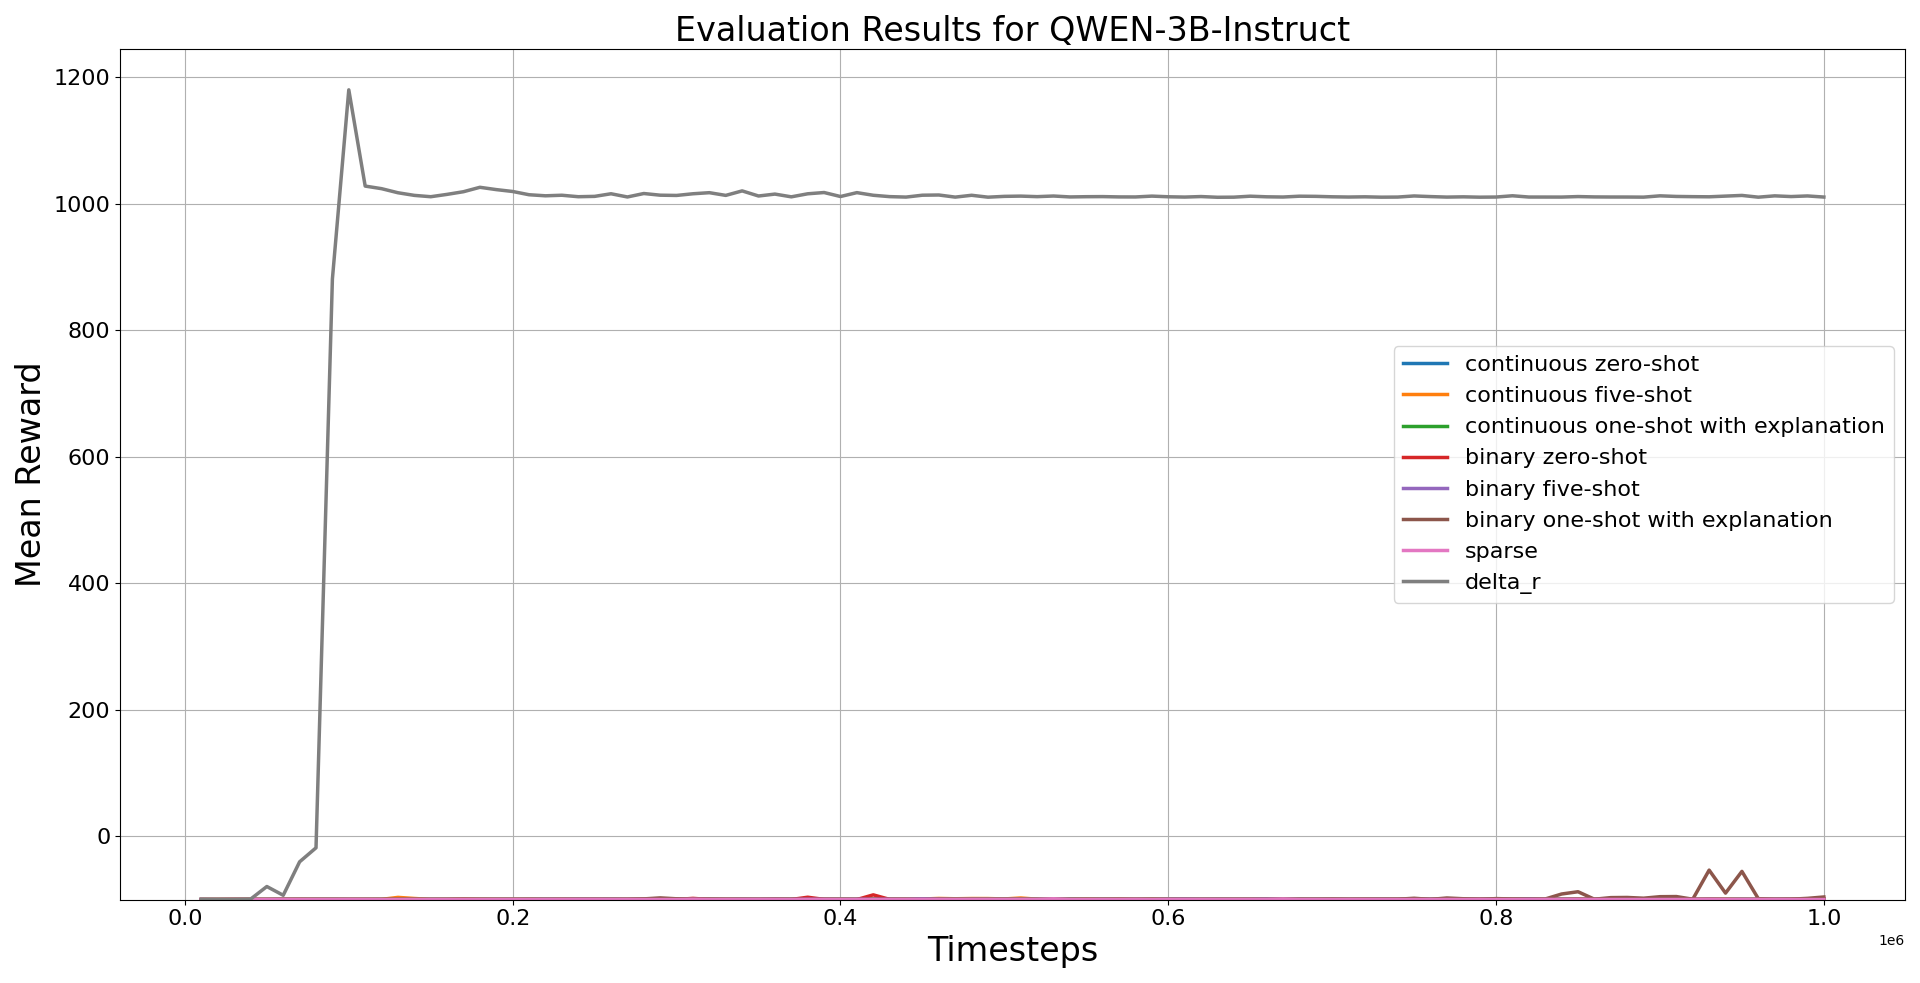 Evaluation Results for QWEN-3B-Instruct
Mean Reward
1200
1000
800
600
400
200
0
continuous zero-shot
continuous five-shot
continuous one-shot with explanation
binary zero-shot
binary five-shot
binary one-shot with explanation
sparse
delta_r
0.0 0.2 0.4 0.6 0.8 1.0
1e6
Timesteps